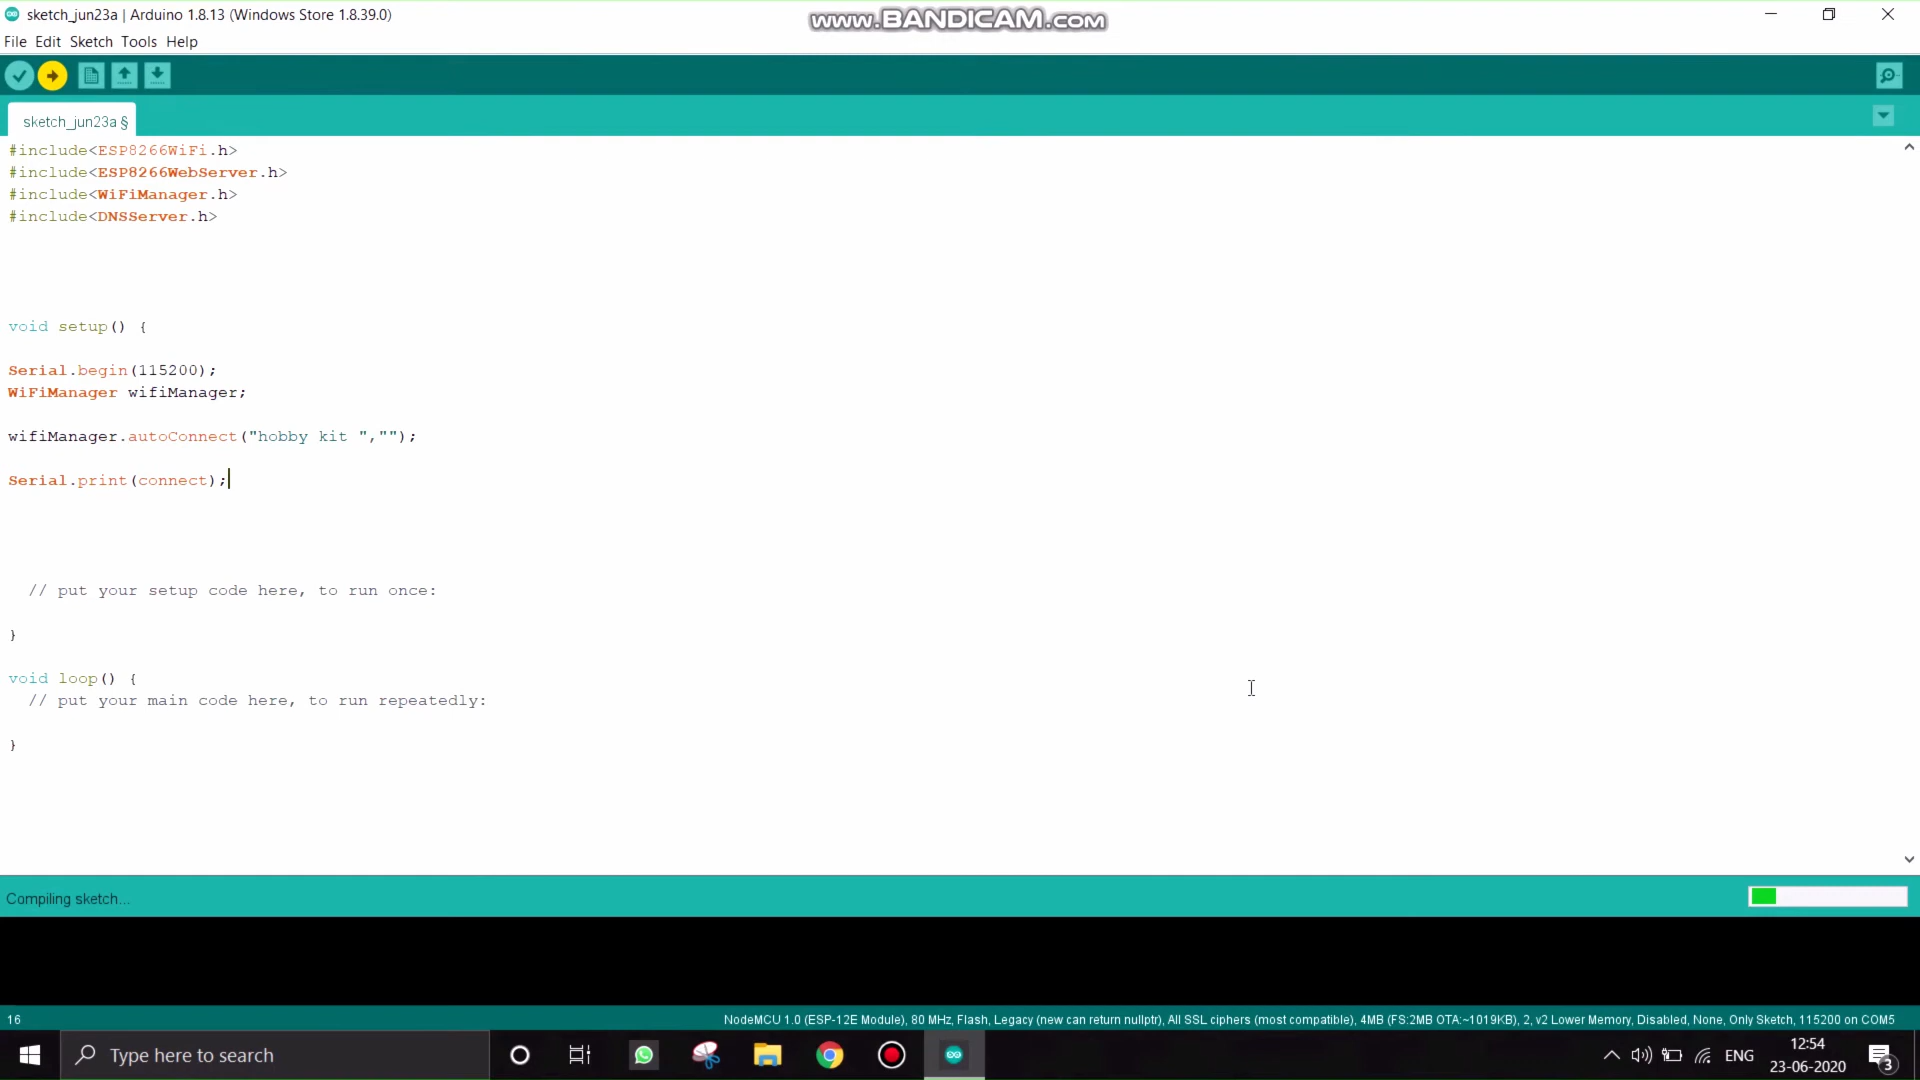 sketch_jun23a | Arduino 1.8.13 (Windows Store 1.8.39.0)
www.BANDICAM.com
File Edit Sketch Tools Help
sketch_jun23a §
#include<ESP8266WiFi.h>
#include<ESP8266WebServer.h>
#include<WiFiManager.h>
#include<DNSServer.h>
void setup() {
Serial.begin(115200);
WiFiManager wifiManager;
wifiManager.autoConnect("hobby kit ","");
Serial.print(connect);
// put your setup code here, to run once:
}
void loop() {
// put your main code here, to run repeatedly:
}
Compiling sketch...
16
NodeMCU 1.0 (ESP-12E Module), 80 MHz, Flash, Legacy (new can return nullptr), All SSL ciphers (most compatible), 4MB (FS:2MB OTA:~1019KB), 2, v2 Lower Memory, Disabled, None, Only Sketch, 115200 on COM5
Type here to search
ENG
12:54
23-06-2020
3